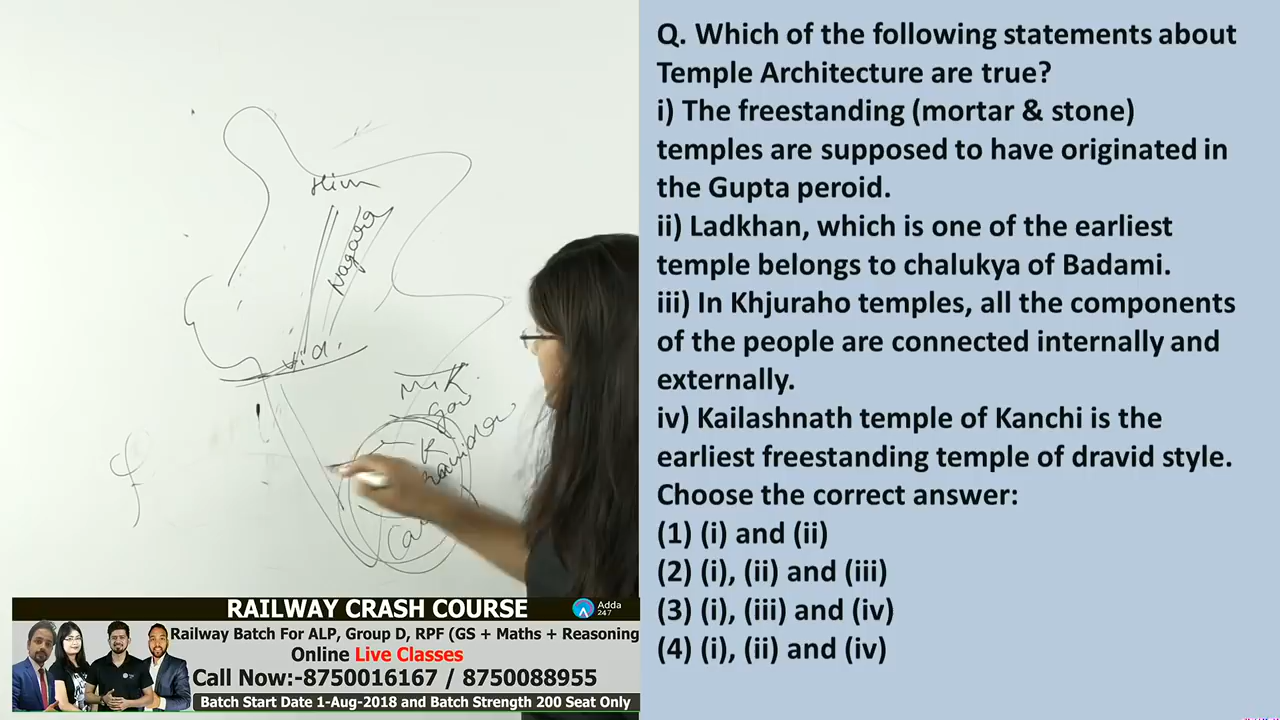 Him
Nagara
Vid.
K
Q. Which of the following statements about
Temple Architecture are true?
i) The freestanding (mortar & stone)
temples are supposed to have originated in
the Gupta peroid.
ii) Ladkhan, which is one of the earliest
temple belongs to chalukya of Badami.
iii) In Khjuraho temples, all the components
of the people are connected internally and
externally.
iv) Kailashnath temple of Kanchi is the
earliest freestanding temple of dravid style.
Choose the correct answer:
(1) (i) and (ii)
(2) (i), (ii) and (iii)
(3) (i), (iii) and (iv)
(4) (i), (ii) and (iv)
RAILWAY CRASH COURSE
Adda
247
Railway Batch For ALP, Group D, RPF (GS + Maths + Reasoning
Online Live Classes
Call Now:-8750016167 / 8750088955
Batch Start Date 1-Aug-2018 and Batch Strength 200 Seat Only